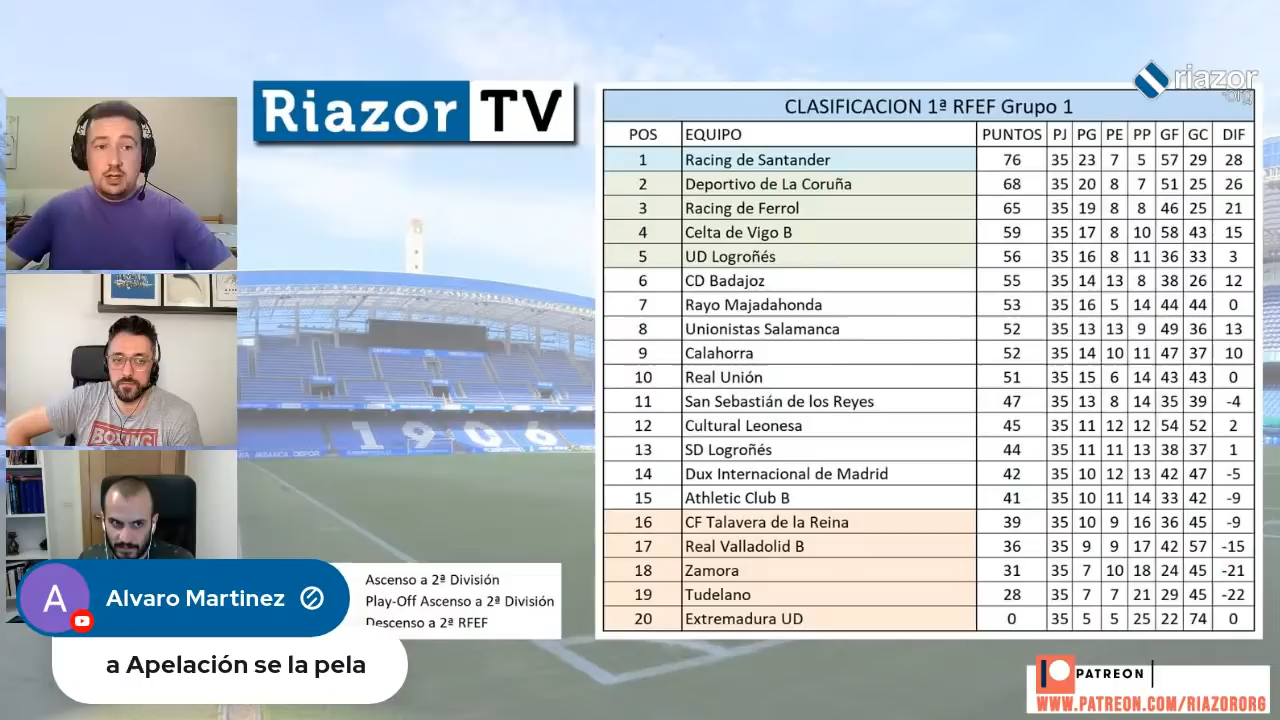 Riazor TV
riazor
.org
CLASIFICACION 1ª RFEF Grupo 1
POS EQUIPO PUNTOS PJ PG PE PP GF GC DIF
1 Racing de Santander 76 35 23 7 5 57 29 28
2 Deportivo de La Coruña 68 35 20 8 7 51 25 26
3 Racing de Ferrol 65 35 19 8 8 46 25 21
4 Celta de Vigo B 59 35 17 8 10 58 43 15
5 UD Logroñés 56 35 16 8 11 36 33 3
6 CD Badajoz 55 35 14 13 8 38 26 12
7 Rayo Majadahonda 53 35 16 5 14 44 44 0
8 Unionistas Salamanca 52 35 13 13 9 49 36 13
9 Calahorra 52 35 14 10 11 47 37 10
10 Real Unión 51 35 15 6 14 43 43 0
11 San Sebastián de los Reyes 47 35 13 8 14 35 39 -4
12 Cultural Leonesa 45 35 11 12 12 54 52 2
13 SD Logroñés 44 35 11 11 13 38 37 1
14 Dux Internacional de Madrid 42 35 10 12 13 42 47 -5
15 Athletic Club B 41 35 10 11 14 33 42 -9
16 CF Talavera de la Reina 39 35 10 9 16 36 45 -9
17 Real Valladolid B 36 35 9 9 17 42 57 -15
18 Zamora 31 35 7 10 18 24 45 -21
19 Tudelano 28 35 7 7 21 29 45 -22
20 Extremadura UD 0 35 5 5 25 22 74 0
1906
BOXING
Ascenso a 2ª División
Play-Off Ascenso a 2ª División
Descenso a 2ª RFEF
A
Alvaro Martinez
a Apelación se la pela
PATREON
WWW.PATREON.COM/RIAZORORG